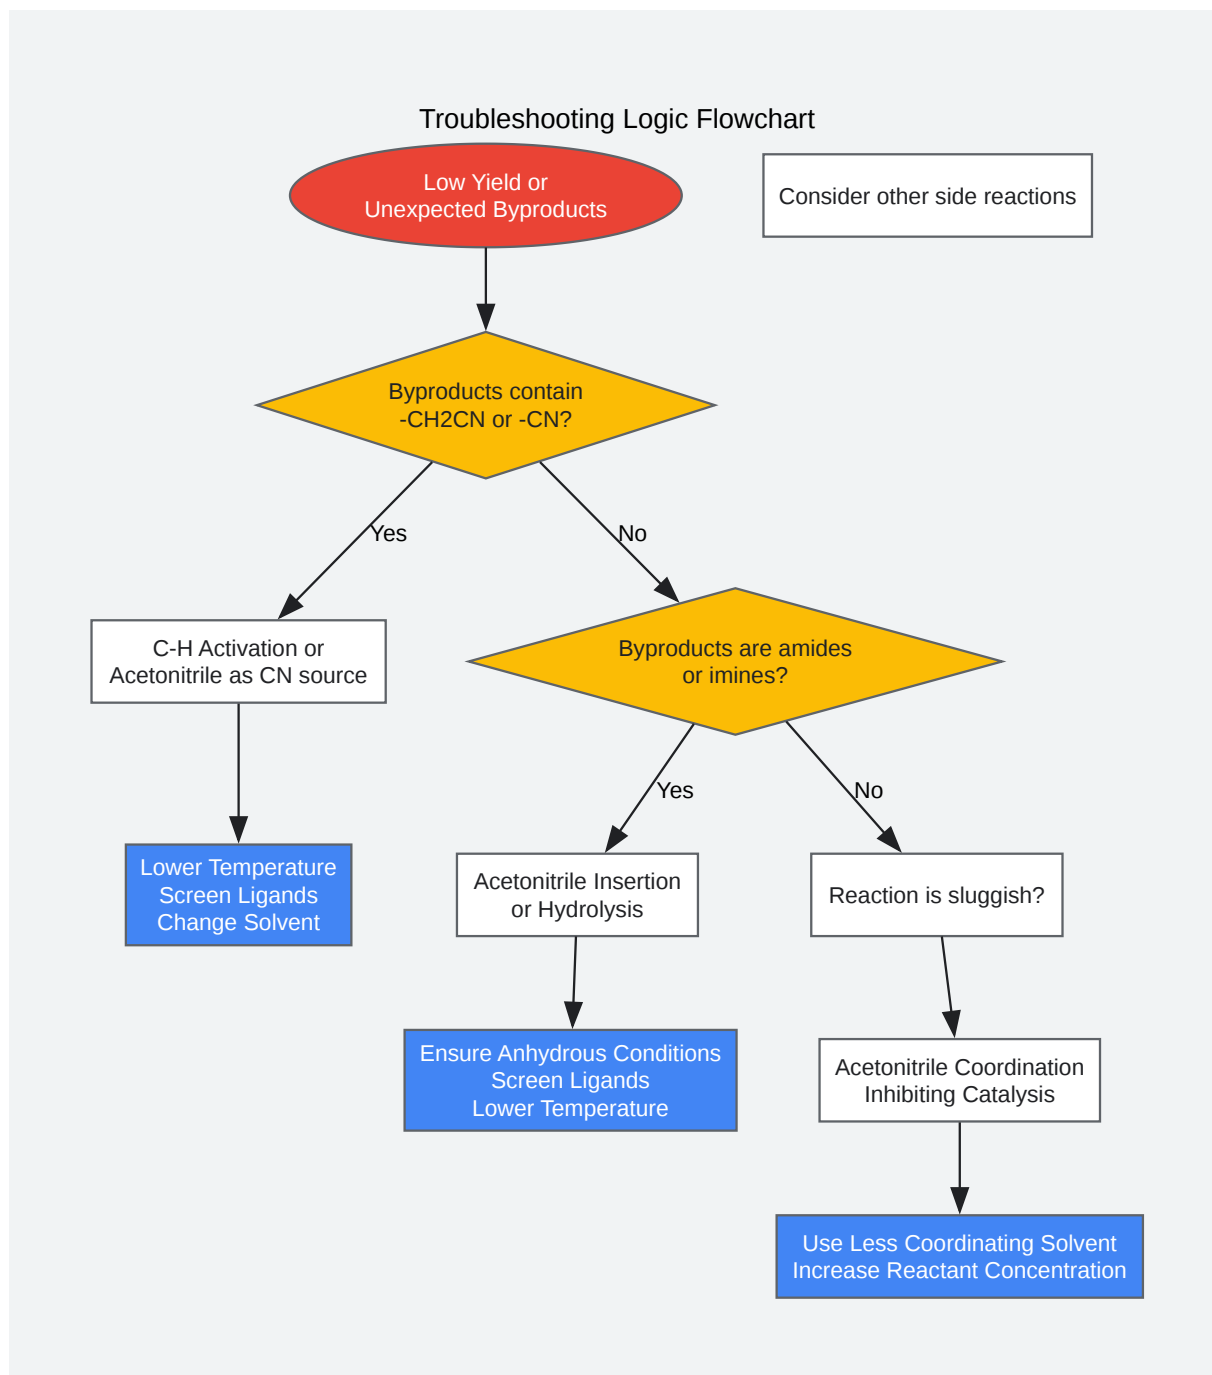 Troubleshooting Logic Flowchart
Low Yield or
Unexpected Byproducts
Consider other side reactions
Byproducts contain
-CH2CN or -CN?
Yes
No
C-H Activation or
Acetonitrile as CN source
Byproducts are amides
or imines?
Yes
No
Lower Temperature
Screen Ligands
Change Solvent
Acetonitrile Insertion
or Hydrolysis
Reaction is sluggish?
Ensure Anhydrous Conditions
Screen Ligands
Lower Temperature
Acetonitrile Coordination
Inhibiting Catalysis
Use Less Coordinating Solvent
Increase Reactant Concentration